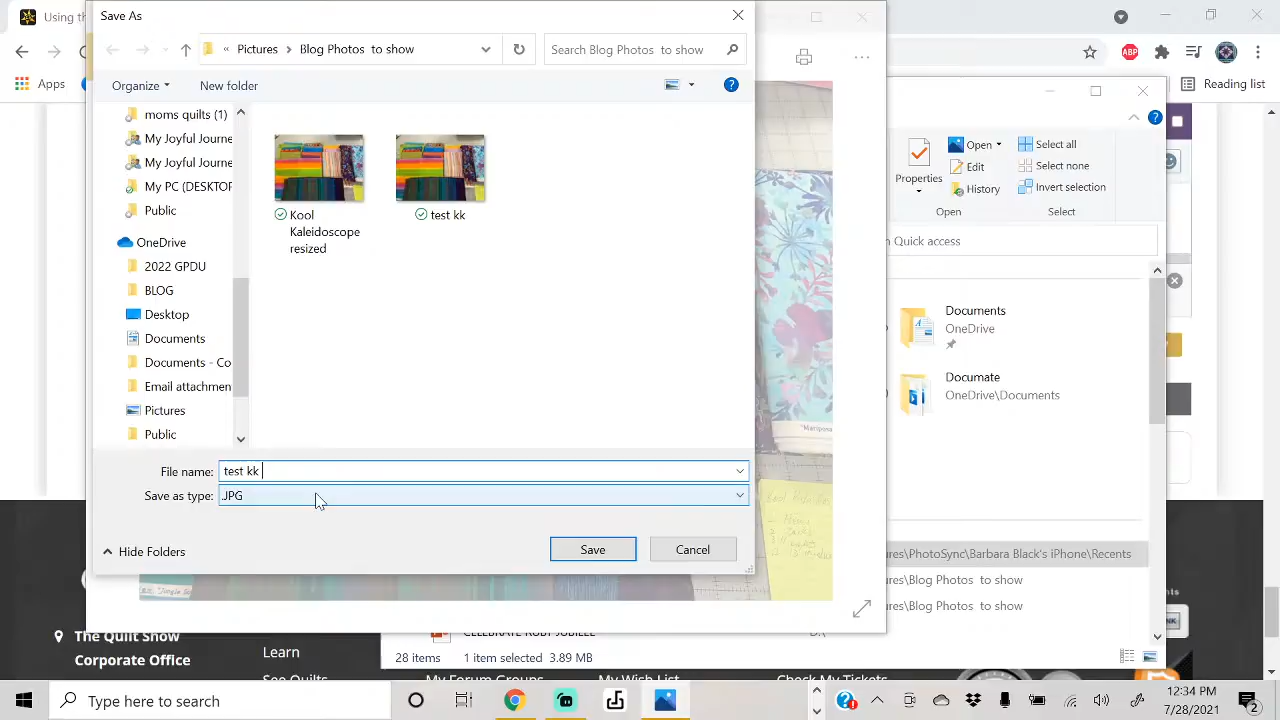 Using the
Save As
Pictures
Blog Photos to show
Search Blog Photos to show
Organize
New folder
Apps
ABP
Reading list
moms quilts (1)
My Joyful Journe
My Joyful Journe
My PC (DESKTOP
Public
OneDrive
2022 GPDU
BLOG
Desktop
Documents
Documents - Co
Email attachmen
Pictures
Public
Kool
Kaleidoscope
resized
test kk
File name: test kk
Save as type: .JPG
Hide Folders
Save
Cancel
Properties
Open
Edit
History
Open
Select all
Select none
Invert selection
Select
n Quick access
Documents
OneDrive
Documate
OneDrive\Documents
ures\PhotoSync\Barbara Black's iPhone\Recents
ures\Blog Photos to show
ures\Blog Photos to show
CELEBRATE RUBY JUBILEE
28 items
1 item selected 3.89 MB
The Quilt Show
Corporate Office
Learn
See Quilts
My Forum Groups
My Wish List
Check My Tickets
Type here to search
12:34 PM
7/28/2021
2